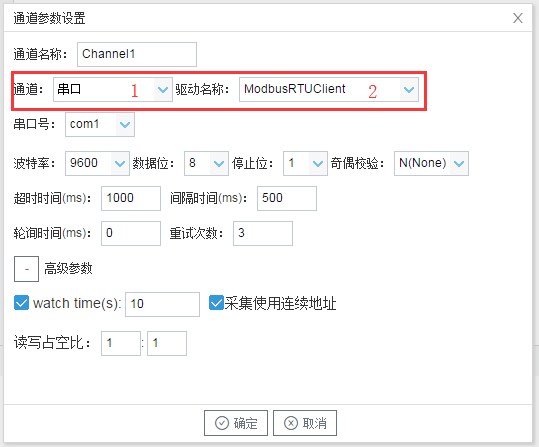 通道参数设置
通道名称： Channel1
通道： 串口 1 驱动名称： ModbusRTUClient 2
串口号： com1
波特率： 9600 数据位： 8 停止位： 1 奇偶校验： N(None)
超时时间(ms)： 1000 间隔时间(ms)： 500
轮询时间(ms)： 0 重试次数： 3
- 高级参数
watch time(s): 10 采集使用连续地址
读写占空比： 1 : 1
确定 取消